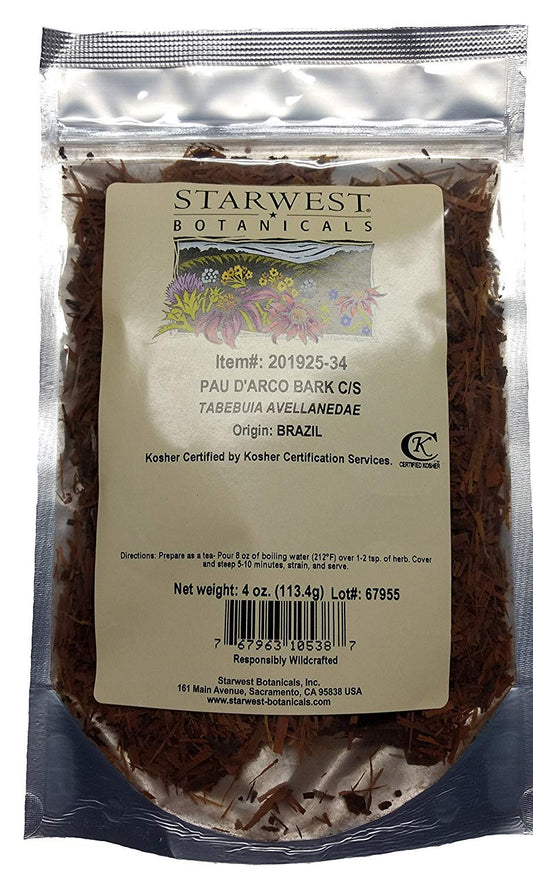 STARWEST®
BOTANICALS
Item#: 201925-34
PAU D'ARCO BARK C/S
TABEBUIA AVELLANEDAE
Origin: BRAZIL
Kosher Certified by Kosher Certification Services.
CK
CERTIFIED KOSHER
Directions: Prepare as a tea- Pour 8 oz of boiling water (212°F) over 1-2 tsp. of herb. Cover
and steep 5-10 minutes, strain, and serve.
Net weight: 4 oz. (113.4g) Lot#: 67955
7 67963 10538 7
Responsibly Wildcrafted
Starwest Botanicals, Inc.
161 Main Avenue, Sacramento, CA 95838 USA
www.starwest-botanicals.com